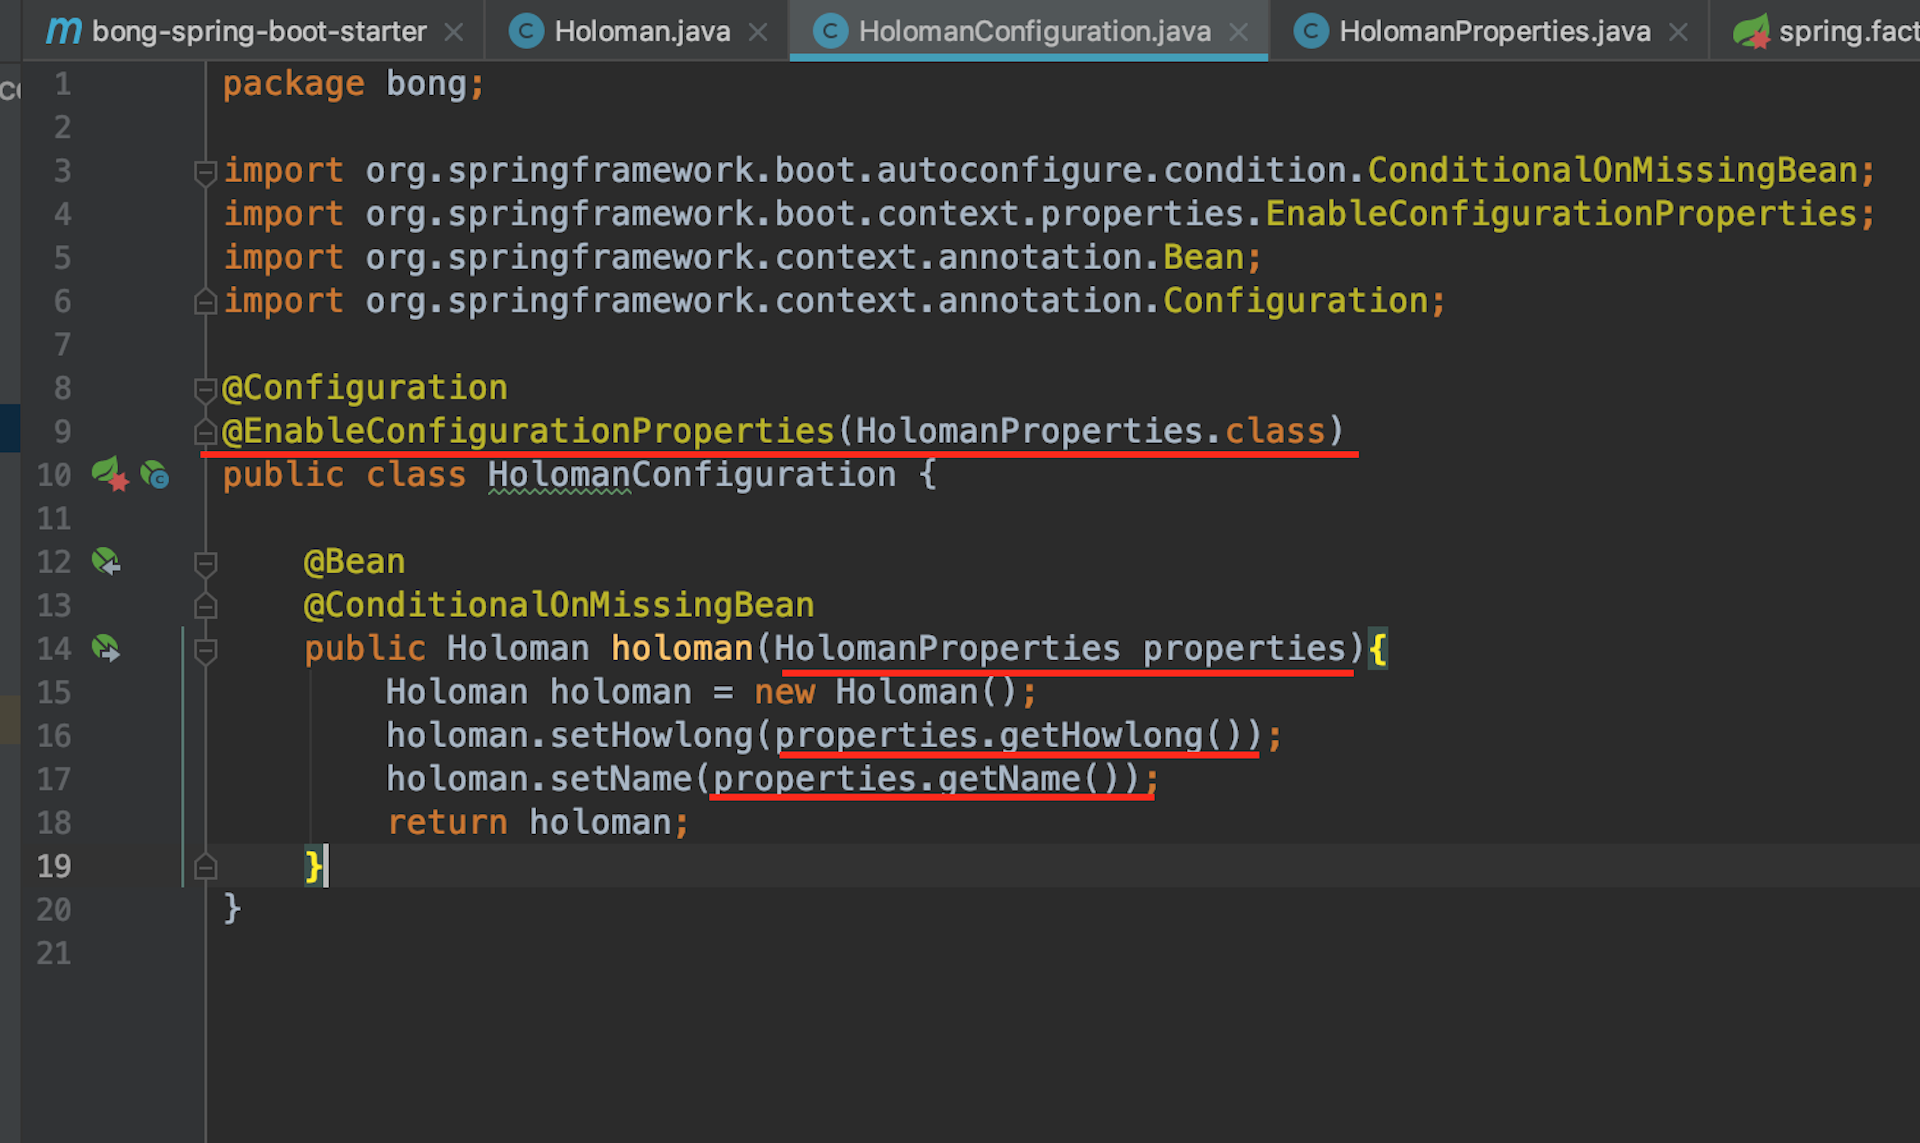 bong-spring-boot-starter Holoman.java HolomanConfiguration.java HolomanProperties.java spring.fact
1 package bong;
2
3 import org.springframework.boot.autoconfigure.condition.ConditionalOnMissingBean;
4 import org.springframework.boot.context.properties.EnableConfigurationProperties;
5 import org.springframework.context.annotation.Bean;
6 import org.springframework.context.annotation.Configuration;
7
8 @Configuration
9 @EnableConfigurationProperties(HolomanProperties.class)
10 public class HolomanConfiguration {
11
12 @Bean
13 @ConditionalOnMissingBean
14 public Holoman holoman(HolomanProperties properties){
15 Holoman holoman = new Holoman();
16 holoman.setHowlong(properties.getHowlong());
17 holoman.setName(properties.getName());
18 return holoman;
19 }
20 }
21